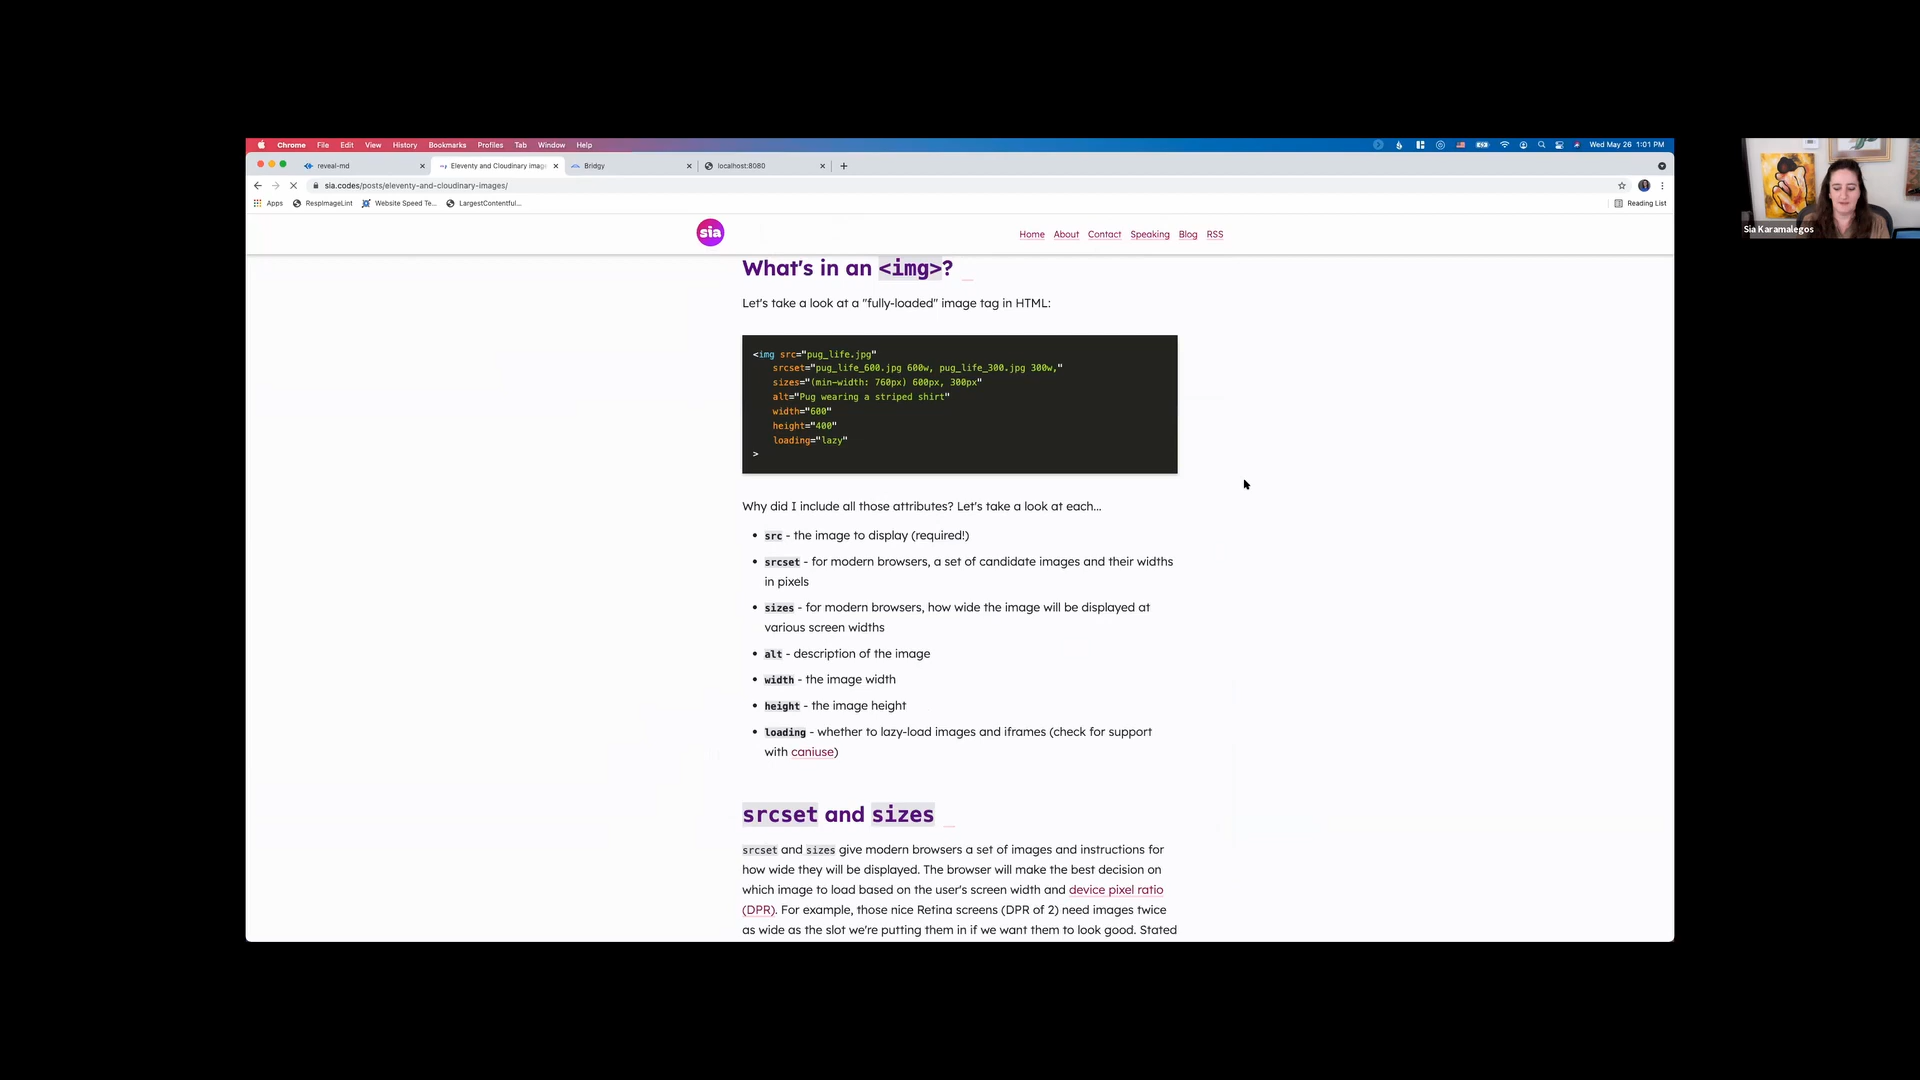 Chrome File Edit View History Bookmarks Profiles Tab Window Help
Wed May 26 1:01 PM
reveal-md
Eleventy and Cloudinary imag
Bridgy
localhost:8080
sia.codes/posts/eleventy-and-cloudinary-images/
Apps RespImageLint Website Speed Te... LargestContentful...
Reading List
sia
Home About Contact Speaking Blog RSS
Sia Karamalegos
What's in an <img>?
Let's take a look at a "fully-loaded" image tag in HTML:
<img src="pug_life.jpg"
srcset="pug_life_600.jpg 600w, pug_life_300.jpg 300w,"
sizes="(min-width: 760px) 600px, 300px"
alt="Pug wearing a striped shirt"
width="600"
height="400"
loading="lazy"
>
Why did I include all those attributes? Let's take a look at each...
• src - the image to display (required!)
• srcset - for modern browsers, a set of candidate images and their widths
in pixels
• sizes - for modern browsers, how wide the image will be displayed at
various screen widths
• alt - description of the image
• width - the image width
• height - the image height
• loading - whether to lazy-load images and iframes (check for support
with caniuse)
srcset and sizes
srcset and sizes give modern browsers a set of images and instructions for
how wide they will be displayed. The browser will make the best decision on
which image to load based on the user's screen width and device pixel ratio
(DPR). For example, those nice Retina screens (DPR of 2) need images twice
as wide as the slot we're putting them in if we want them to look good. Stated